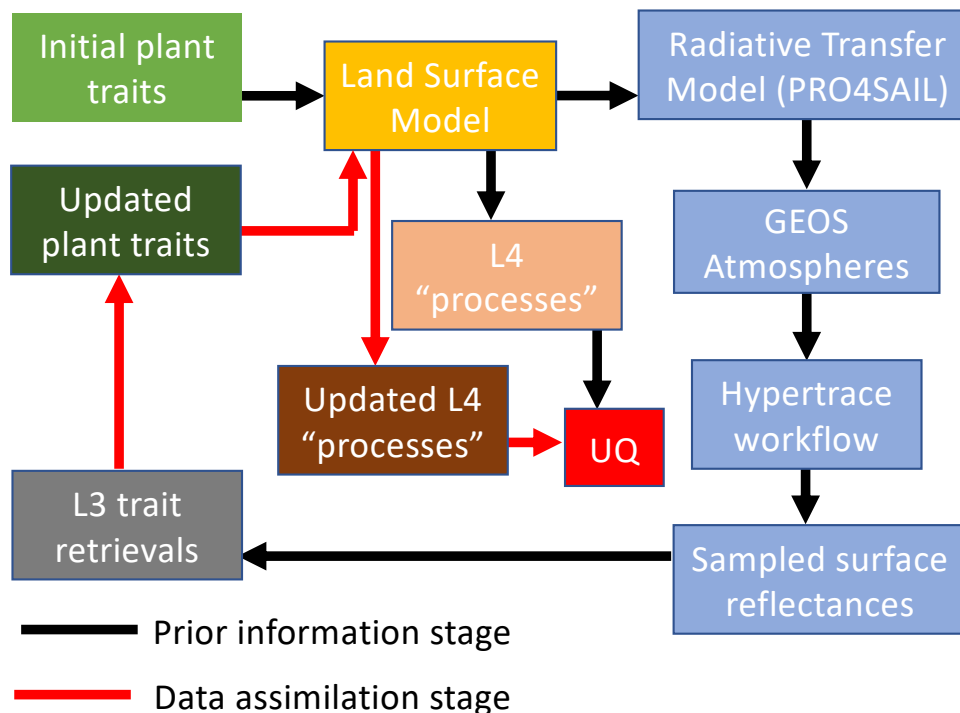 Initial plant
traits
Land Surface
Model
Radiative Transfer
Model (PRO4SAIL)
Updated
plant traits
L4
“processes”
GEOS
Atmospheres
Updated L4
“processes”
UQ
Hypertrace
workflow
L3 trait
retrievals
Sampled surface
reflectances
Prior information stage
Data assimilation stage